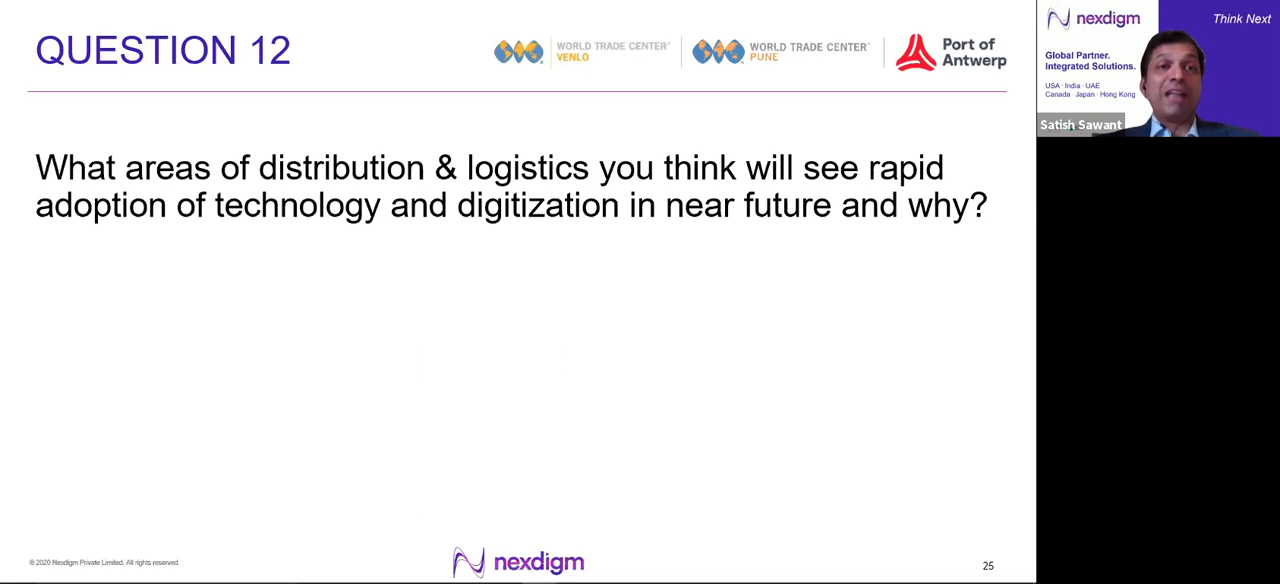 QUESTION 12
WORLD TRADE CENTER
VENLO
WORLD TRADE CENTER
PUNE
Port of
Antwerp
What areas of distribution & logistics you think will see rapid
adoption of technology and digitization in near future and why?
© 2020 Nexdigm Private Limited. All rights reserved.
nexdigm
25
nexdigm
Think Next
Global Partner.
Integrated Solutions.
USA · India · UAE
Canada · Japan · Hong Kong
Satish Sawant